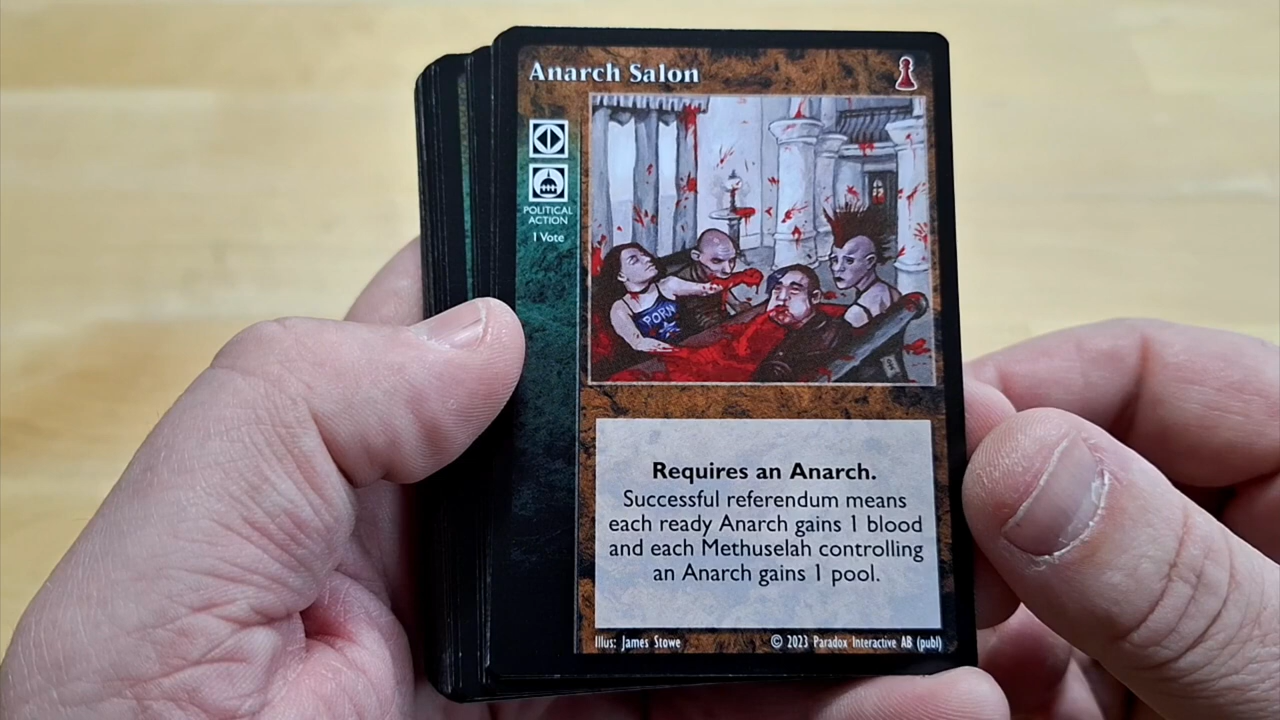 Anarch Salon
POLITICAL
ACTION
1 Vote
PORN
Requires an Anarch.
Successful referendum means
each ready Anarch gains 1 blood
and each Methuselah controlling
an Anarch gains 1 pool.
Illus: James Stowe
© 2023 Paradox Interactive AB (publ)